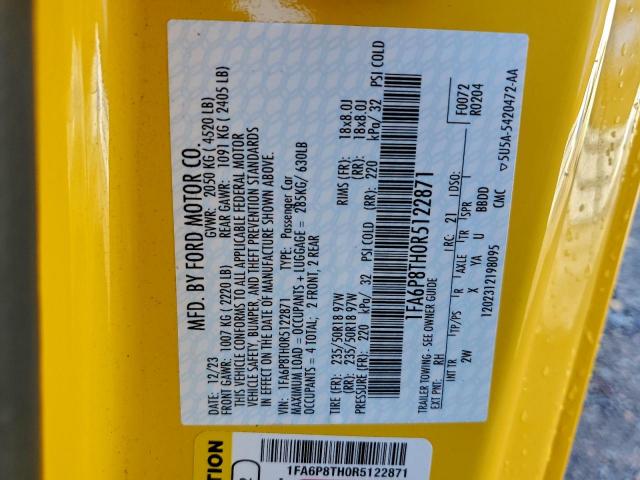 MFD. BY FORD MOTOR CO.
12/23 GVWR: 2050 KG ( 4520 LB)
FRONT GAWR: 1007 KG ( 2220 LB) REAR GAWR: 1091 KG ( 2405 LB)
THIS VEHICLE CONFORMS TO ALL APPLICABLE FEDERAL MOTOR
VEHICLE SAFETY, BUMPER, AND THEFT PREVENTION STANDARDS
IN EFFECT ON THE DATE OF MANUFACTURE SHOWN ABOVE.
VIN: 1FA6P8TH0R5122871 TYPE: Passenger Car
MAXIMUM LOAD = OCCUPANTS + LUGGAGE = 285KG/ 630LB
OCCUPANTS = 4 TOTAL; 2 FRONT, 2 REAR
TIRE (FR): 235/50R18 97W RIMS (FR): 18x8.0J
(RR): 235/50R18 97W (RR): 18x8.0J
PRESSURE (FR): 220 kPa/ 32 PSI COLD (RR): 220 kPa/ 32 PSI COLD
1FA6P8TH0R5122871
TRAILER TOWING - SEE OWNER GUIDE
EXT PNT: RH RC: 21 DSO: F0072
R0204
INT TR TP/PS R AXLE TR SPR
2W X YA U BBDD
1202312198095 CMC ▽5U5A-5420472-AA
TION
1FA6P8TH0R5122871